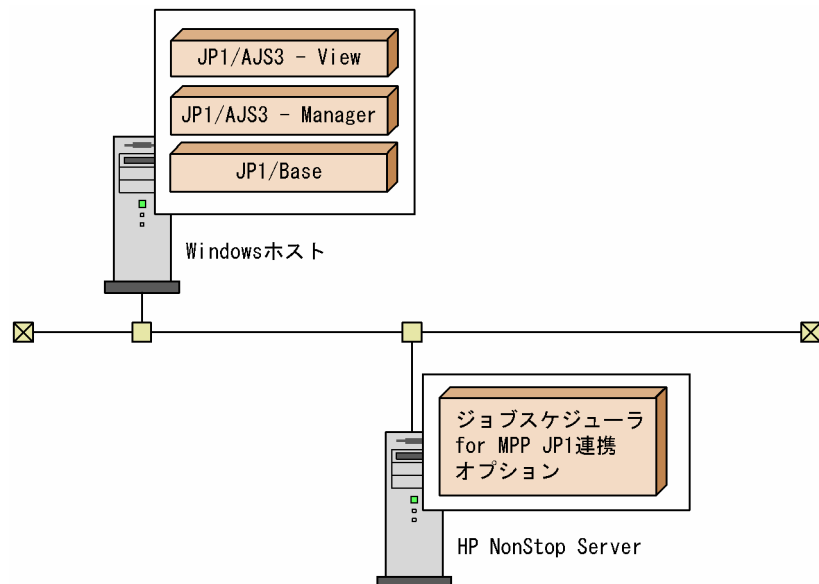 JP1/AJS3 - View
JP1/AJS3 - Manager
JP1/Base
Windowsホスト
ジョブスケジューラ
for MPP JP1連携
オプション
HP NonStop Server